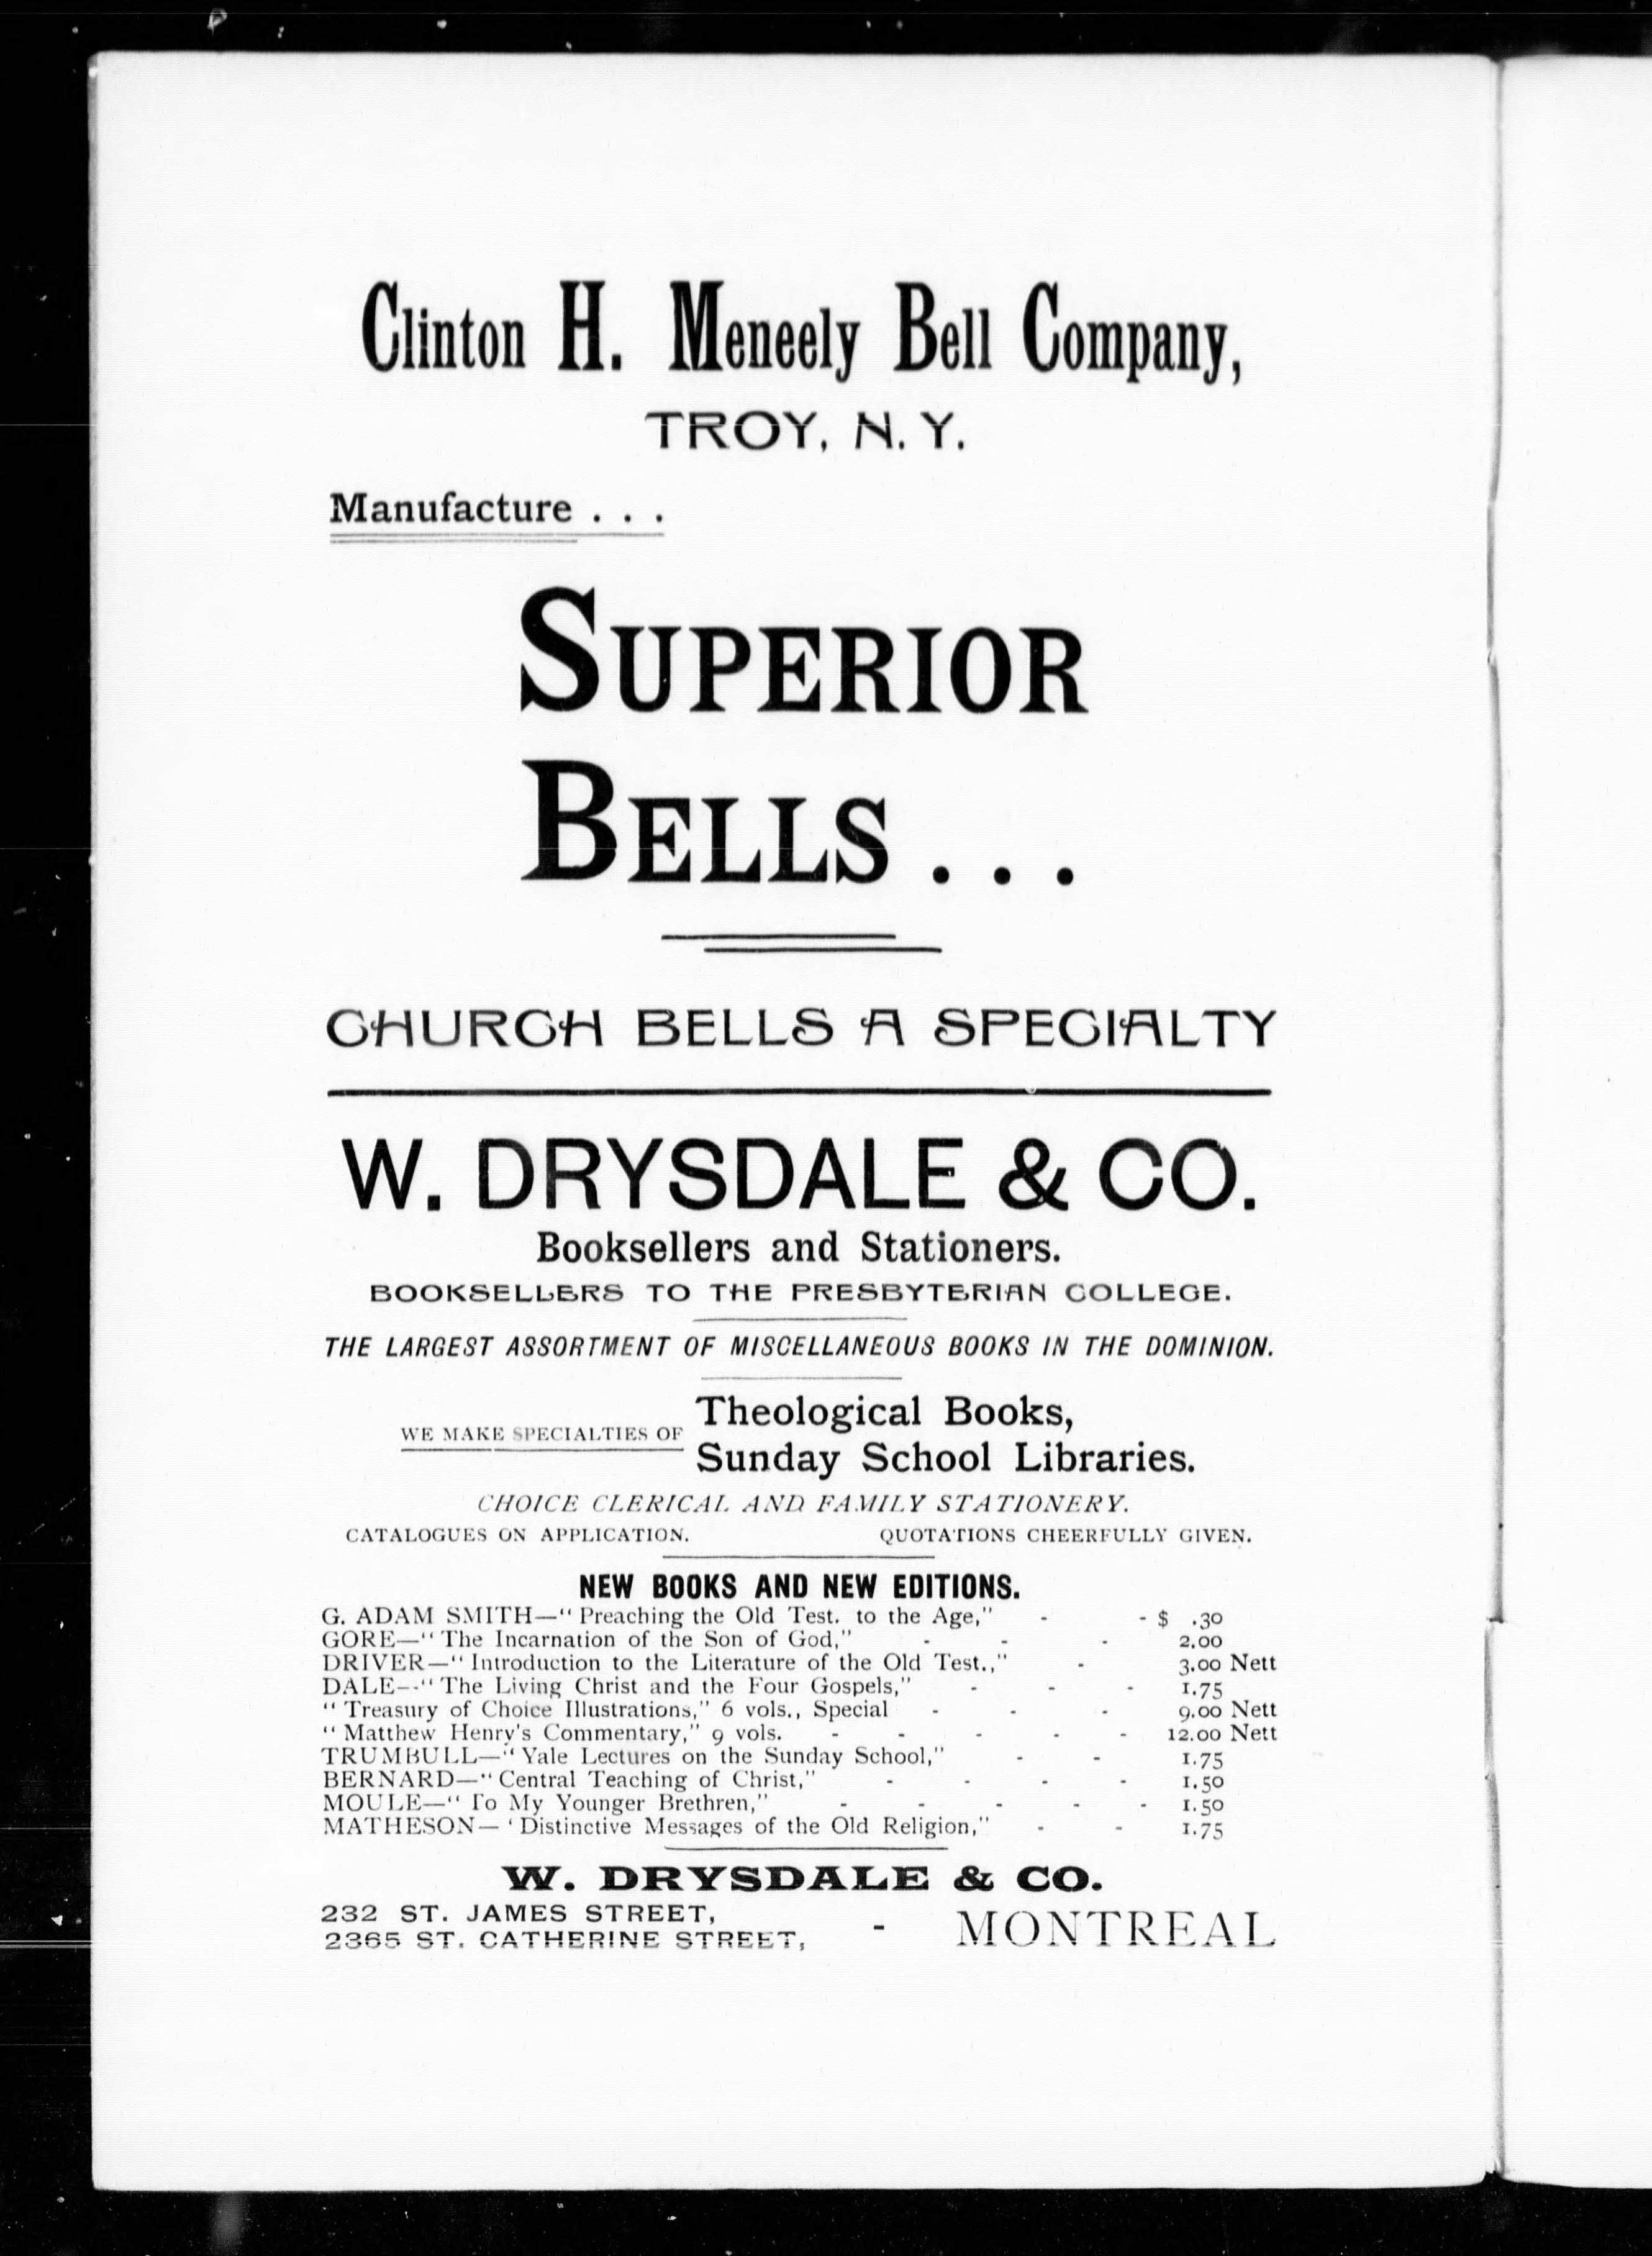 Clinton H. Meneely Bell Company,
TROY, N. Y.
Manufacture . . .
SUPERIOR
BELLS . . .
CHURCH BELLS A SPECIALTY
W. DRYSDALE & CO.
Booksellers and Stationers.
BOOKSELLERS TO THE PRESBYTERIAN COLLEGE.
THE LARGEST ASSORTMENT OF MISCELLANEOUS BOOKS IN THE DOMINION.
WE MAKE SPECIALTIES OF Theological Books,
Sunday School Libraries.
CHOICE CLERICAL AND FAMILY STATIONERY.
CATALOGUES ON APPLICATION. QUOTATIONS CHEERFULLY GIVEN.
NEW BOOKS AND NEW EDITIONS.
G. ADAM SMITH—"Preaching the Old Test. to the Age," - - $ .30
GORE—"The Incarnation of the Son of God," - - - 2.00
DRIVER—"Introduction to the Literature of the Old Test.," - 3.00 Nett
DALE—"The Living Christ and the Four Gospels," - - - 1.75
"Treasury of Choice Illustrations," 6 vols., Special - - - 9.00 Nett
"Matthew Henry's Commentary," 9 vols. - - - - - 12.00 Nett
TRUMBULL—"Yale Lectures on the Sunday School," - - 1.75
BERNARD—"Central Teaching of Christ," - - - - 1.50
MOULE—"To My Younger Brethren," - - - - - 1.50
MATHESON—'Distinctive Messages of the Old Religion," - - 1.75
W. DRYSDALE & CO.
232 ST. JAMES STREET,
2365 ST. CATHERINE STREET, - MONTREAL